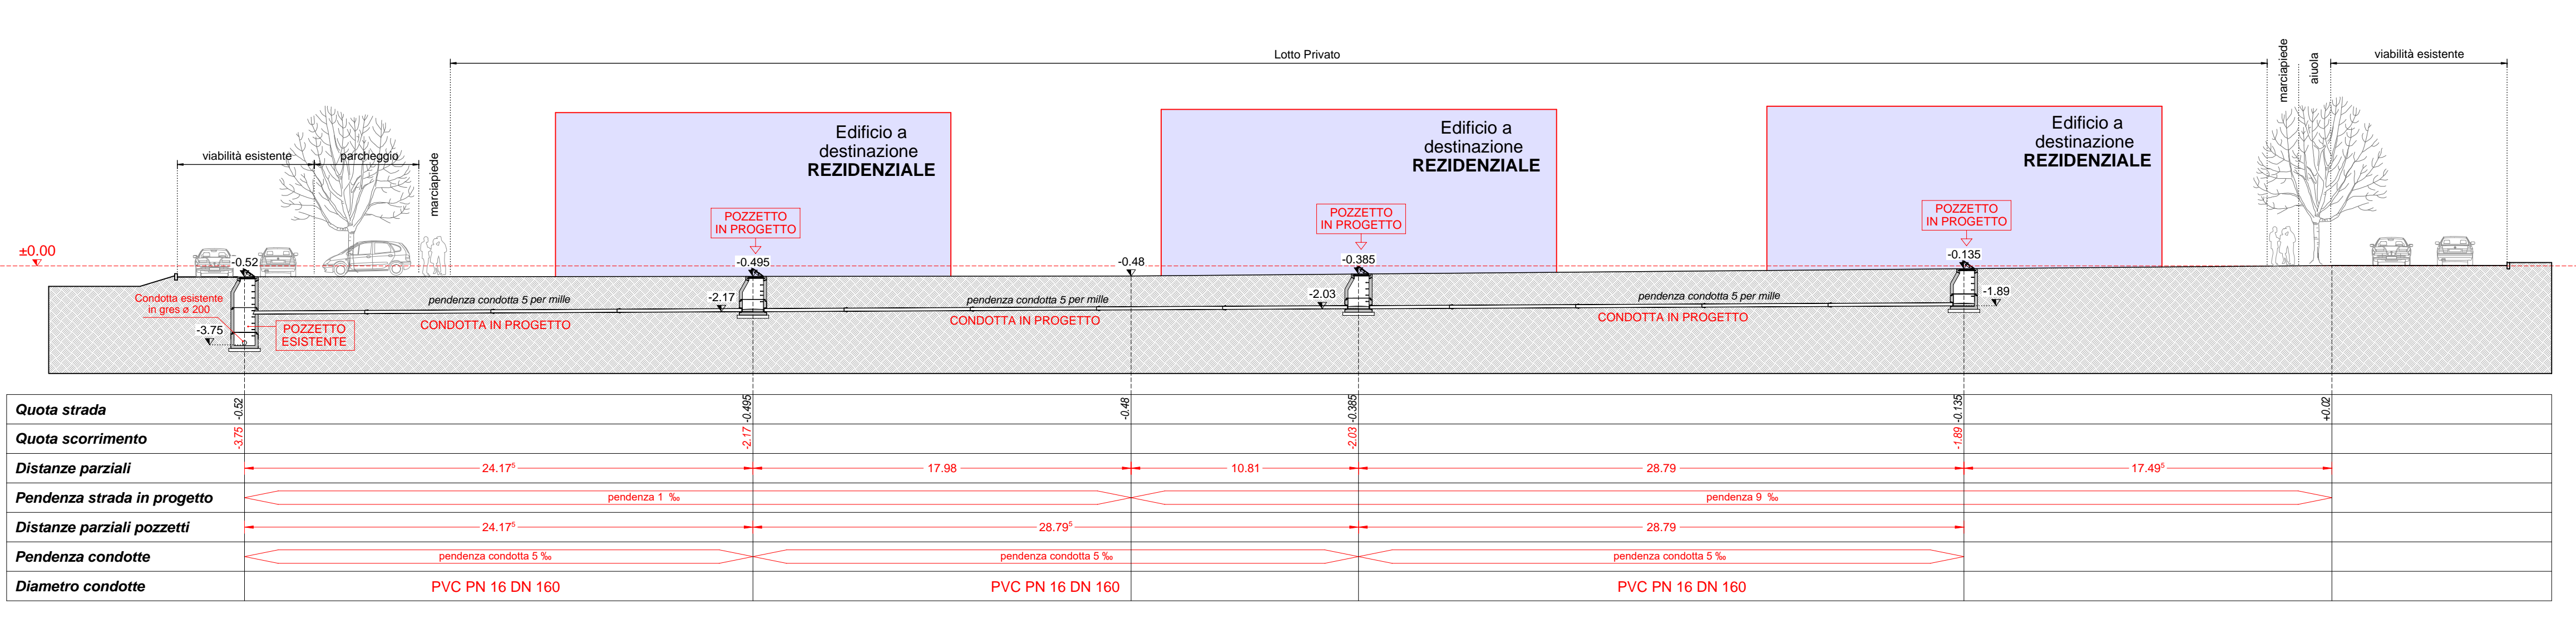 Lotto Privato
marciapiede
aiuola
viabilità esistente
viabilità esistente
parcheggio
marciapiede
Edificio a
destinazione
REZIDENZIALE
Edificio a
destinazione
REZIDENZIALE
Edificio a
destinazione
REZIDENZIALE
POZZETTO
IN PROGETTO
POZZETTO
IN PROGETTO
POZZETTO
IN PROGETTO
±0.00
-0.52
-0.495
-0.48
-0.385
-0.135
Condotta esistente
in gres ø 200
-3.75
POZZETTO
ESISTENTE
pendenza condotta 5 per mille
CONDOTTA IN PROGETTO
-2.17
pendenza condotta 5 per mille
CONDOTTA IN PROGETTO
-2.03
pendenza condotta 5 per mille
CONDOTTA IN PROGETTO
-1.89
Quota strada -0.52 -0.495 -0.48 -0.385 -0.135 +0.02
Quota scorrimento -3.75 -2.17 -2.03 -1.89
Distanze parziali 24.17⁵ 17.98 10.81 28.79 17.49⁵
Pendenza strada in progetto pendenza 1 ‰ pendenza 9 ‰
Distanze parziali pozzetti 24.17⁵ 28.79⁵ 28.79
Pendenza condotte pendenza condotta 5 ‰ pendenza condotta 5 ‰ pendenza condotta 5 ‰
Diametro condotte PVC PN 16 DN 160 PVC PN 16 DN 160 PVC PN 16 DN 160